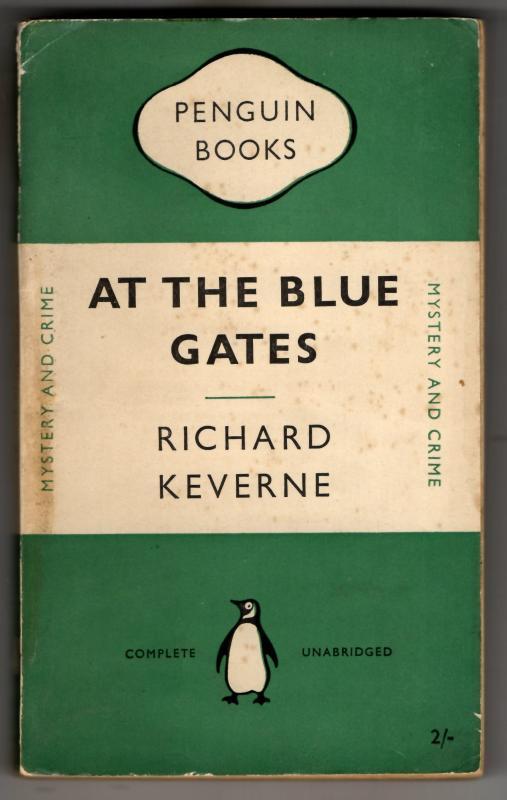 PENGUIN
BOOKS
AT THE BLUE
GATES
RICHARD
KEVERNE
MYSTERY AND CRIME
MYSTERY AND CRIME
COMPLETE UNABRIDGED
2/-